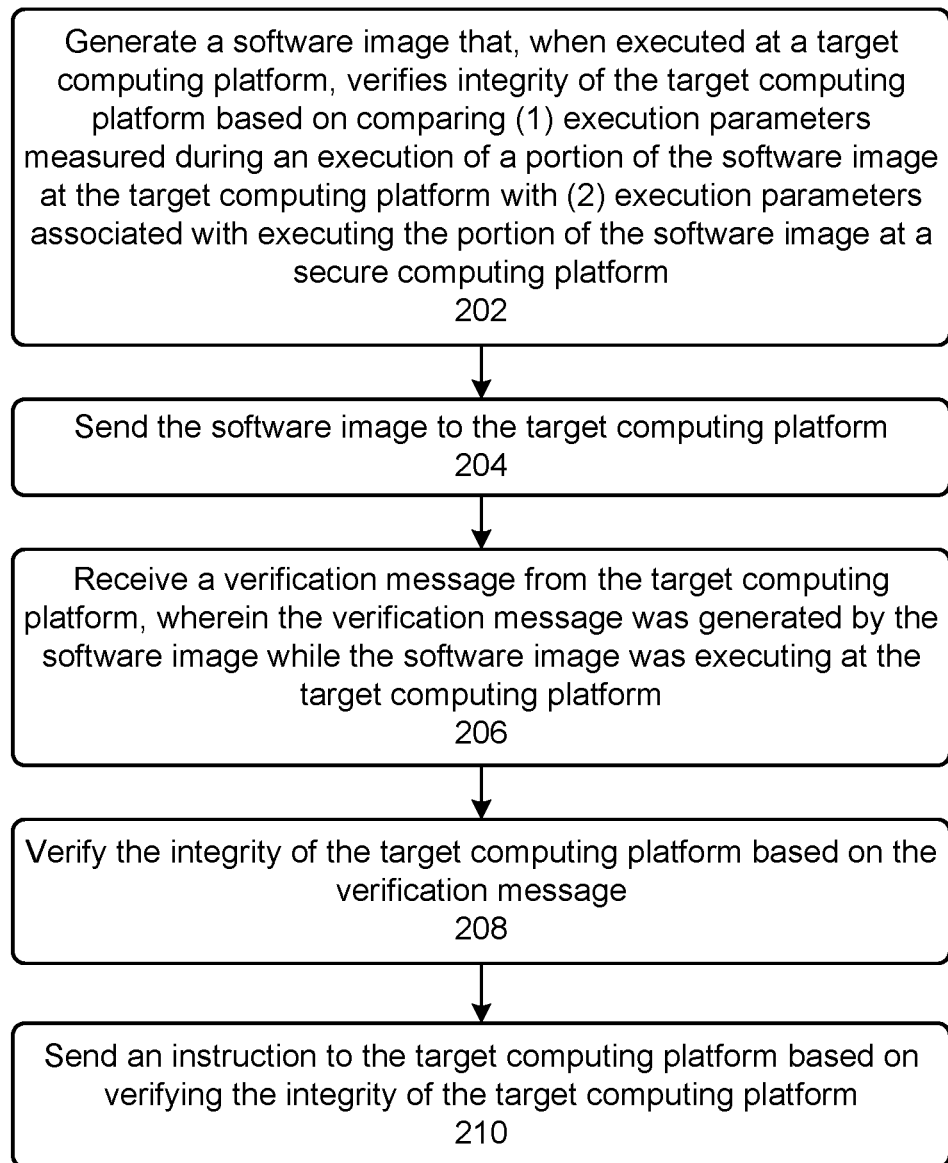 Generate a software image that, when executed at a target
computing platform, verifies integrity of the target computing
platform based on comparing (1) execution parameters
measured during an execution of a portion of the software image
at the target computing platform with (2) execution parameters
associated with executing the portion of the software image at a
secure computing platform
202
Send the software image to the target computing platform
204
Receive a verification message from the target computing
platform, wherein the verification message was generated by the
software image while the software image was executing at the
target computing platform
206
Verify the integrity of the target computing platform based on the
verification message
208
Send an instruction to the target computing platform based on
verifying the integrity of the target computing platform
210